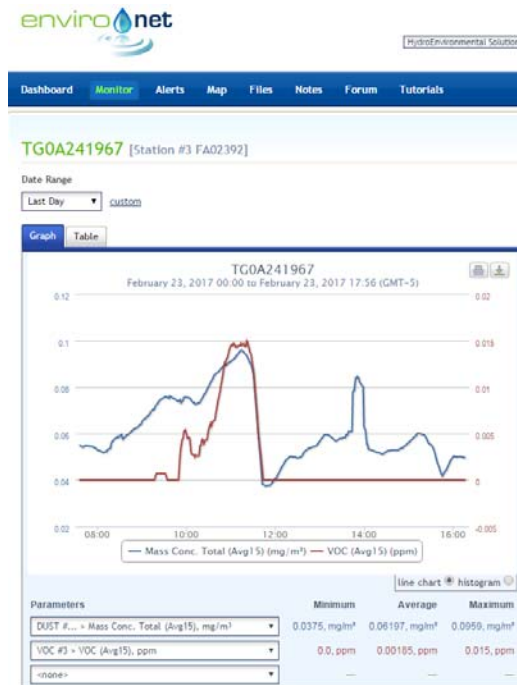 enviro net
HydroEnvironmental Solution
Dashboard Monitor Alerts Map Files Notes Forum Tutorials
TG0A241967 [Station #3 FA02392]
Date Range
Last Day custom
Graph Table
TG0A241967
February 23, 2017 00:00 to February 23, 2017 17:56 (GMT-5)
0.12 0.02
0.1 0.015
0.08 0.01
0.06 0.005
0.04 0
0.02 -0.005
08:00 10:00 12:00 14:00 16:00
Mass Conc. Total (Avg15) (mg/m³) VOC (Avg15) (ppm)
line chart histogram
Parameters Minimum Average Maximum
DUST #... » Mass Conc. Total (Avg15), mg/m³ 0.0375, mg/m³ 0.06197, mg/m³ 0.0959, mg/m³
VOC #3 » VOC (Avg15), ppm 0.0, ppm 0.00185, ppm 0.015, ppm
<none> — — —